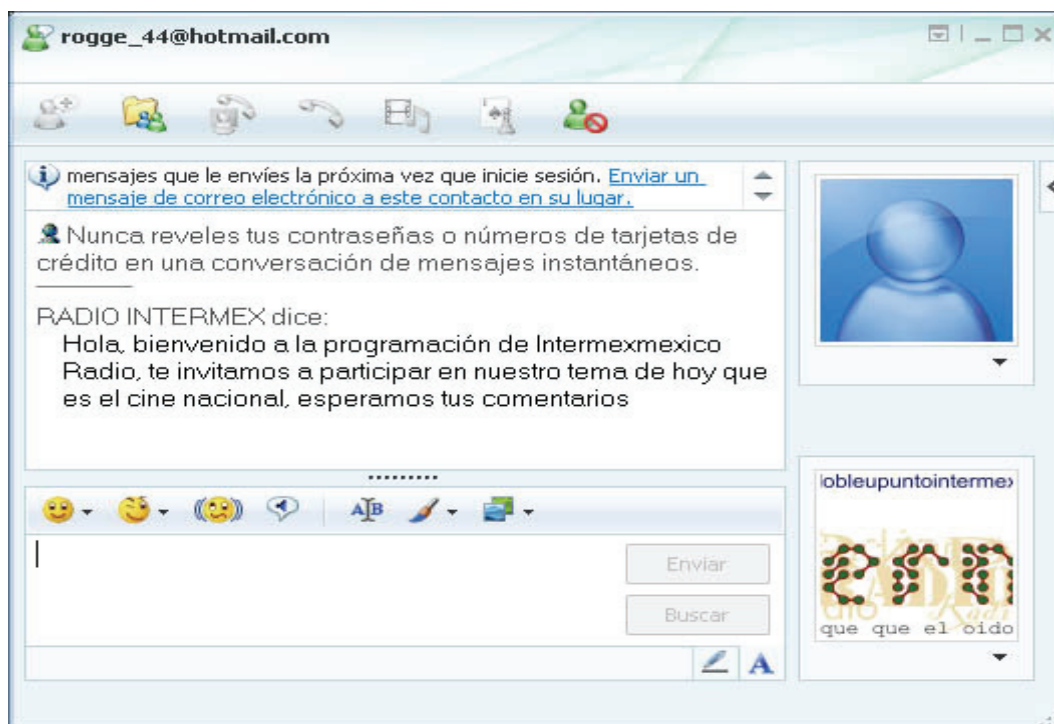 rogge_44@hotmail.com
mensajes que le envíes la próxima vez que inicie sesión. Enviar un
mensaje de correo electrónico a este contacto en su lugar.
Nunca reveles tus contraseñas o números de tarjetas de
crédito en una conversación de mensajes instantáneos.
RADIO INTERMEX dice:
Hola, bienvenido a la programación de Intermexmexico
Radio, te invitamos a participar en nuestro tema de hoy que
es el cine nacional, esperamos tus comentarios
Enviar
Buscar
A
obleupuntointermex
que que el oido